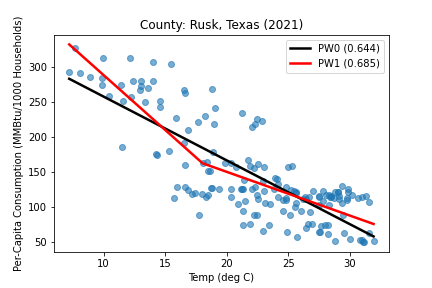 County: Rusk, Texas (2021)
PW0 (0.644)
PW1 (0.685)
Per-Capita Consumption (MMBtu/1000 Households)
300
250
200
150
100
50
10
15
20
25
30
Temp (deg C)